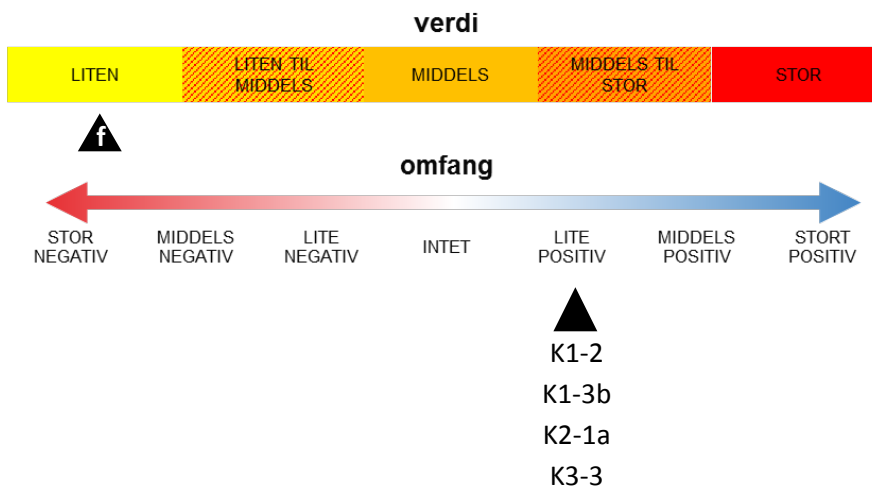 verdi
LITEN
LITEN TIL
MIDDELS
MIDDELS
MIDDELS TIL
STOR
STOR
f
omfang
STOR
NEGATIV
MIDDELS
NEGATIV
LITE
NEGATIV
INTET
LITE
POSITIV
MIDDELS
POSITIV
STORT
POSITIV
K1-2
K1-3b
K2-1a
K3-3